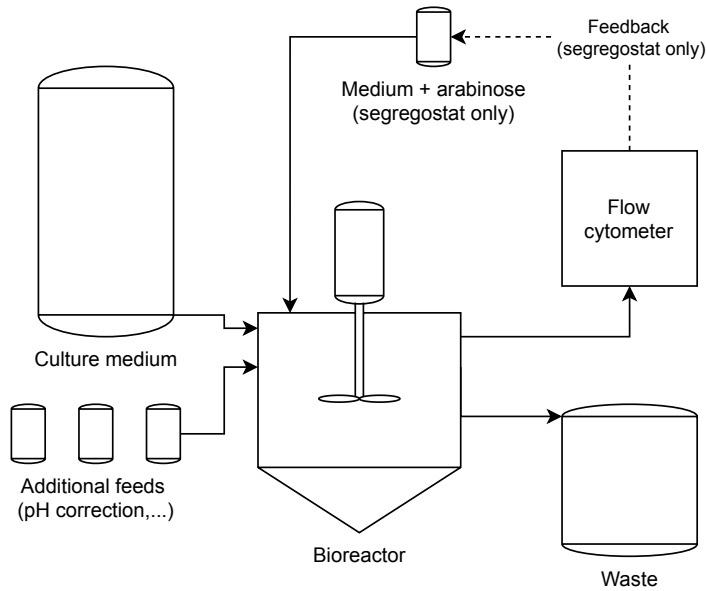 Feedback
(segregostat only)
Medium + arabinose
(segregostat only)
Flow
cytometer
Culture medium
Additional feeds
(pH correction,...)
Bioreactor
Waste